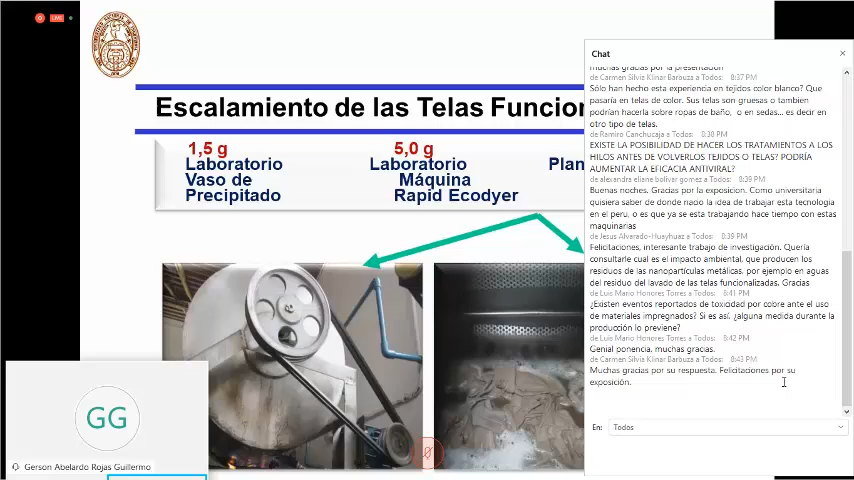 LIVE
Escalamiento de las Telas Funcion
1,5 g
Laboratorio
Vaso de
Precipitado
5,0 g
Laboratorio
Máquina
Rapid Ecodyer
Plan
Chat
muchas gracias por la presentación
de Carmen Silvia Klinar Barbuza a Todos: 8:37 PM
Sólo han hecho esta experiencia en tejidos color blanco? Que
pasaría en telas de color. Sus telas son gruesas o tambien
podrían hacerla sobre ropas de baño, o en sedas... es decir en
otro tipo de telas.
de Ramiro Canchucaja a Todos: 8:38 PM
EXISTE LA POSIBILIDAD DE HACER LOS TRATAMIENTOS A LOS
HILOS ANTES DE VOLVERLOS TEJIDOS O TELAS? PODRÍA
AUMENTAR LA EFICACIA ANTIVIRAL?
de alexandra eliane bolivar gomez a Todos: 8:39 PM
Buenas noches. Gracias por la exposicion. Como universitaria
quisiera saber de donde napo la idea de trabajar esta tecnologia
en el peru, o es que ya se esta trabajando hace tiempo con estas
maquinarias
de Jesus Alvarado-Huayhuaz a Todos: 8:39 PM
Felicitaciones, interesante trabajo de investigación. Quería
consultarle cual es el impacto ambiental, que producen los
residuos de las nanopartículas metálicas, por ejemplo en aguas
del residuo del lavado de las telas funcionalizadas. Gracias
de Luis Mario Honores Torres a Todos: 8:41 PM
¿Existen eventos reportados de toxicidad por cobre ante el uso
de materiales impregnados? Si es así, ¿alguna medida durante la
producción lo previene?
de Luis Mario Honores Torres a Todos: 8:42 PM
Genial ponencia, muchas gracias.
de Carmen Silvia Klinar Barbuza a Todos: 8:43 PM
Muchas gracias por su respuesta. Felicitaciones por su
exposición.
En: Todos
GG
Gerson Abelardo Rojas Guillermo